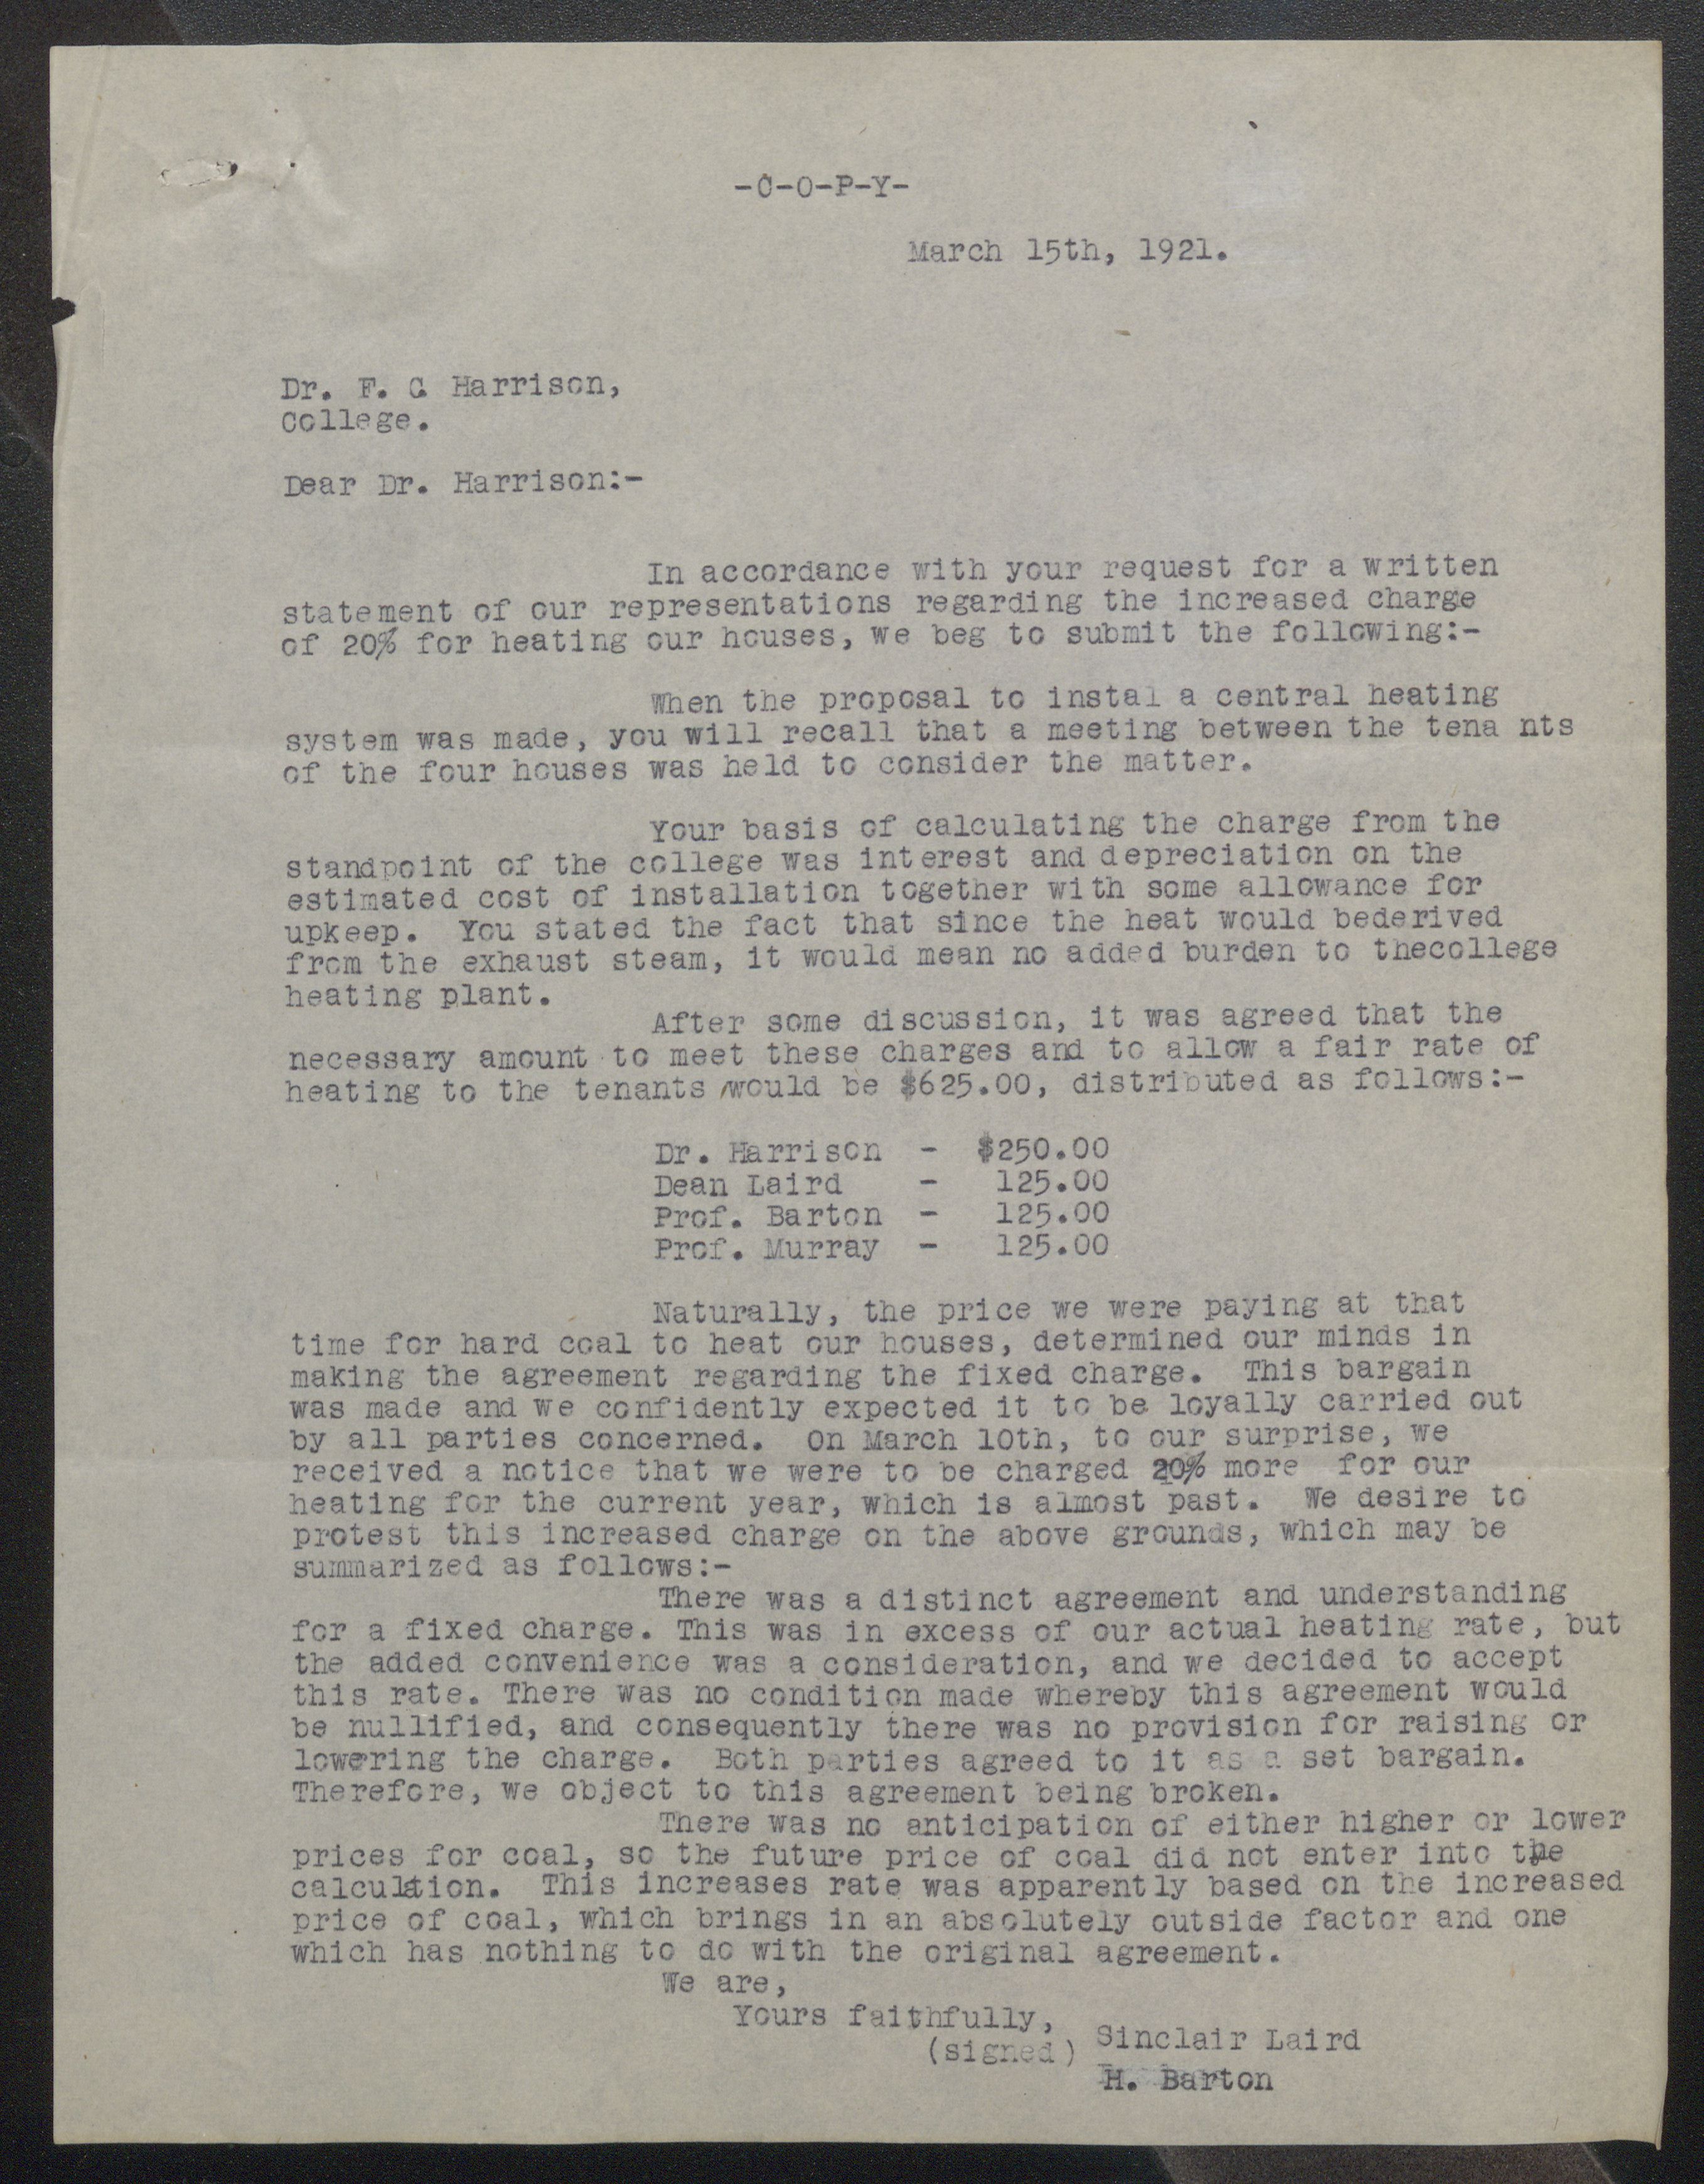 -C-O-P-Y-
March 15th, 1921.
Dr. F. C. Harrison,
College.
Dear Dr. Harrison:-
In accordance with your request for a written
statement of our representations regarding the increased charge
of 20% for heating our houses, we beg to submit the following:-
When the proposal to instal a central heating
system was made, you will recall that a meeting between the tena nts
of the four houses was held to consider the matter.
Your basis of calculating the charge from the
standpoint of the college was interest and depreciation on the
estimated cost of installation together with some allowance for
upkeep. You stated the fact that since the heat would bederived
from the exhaust steam, it would mean no added burden to thecollege
heating plant.
After some discussion, it was agreed that the
necessary amount to meet these charges and to allow a fair rate of
heating to the tenants would be $625.00, distributed as follows:-
Dr. Harrison - $250.00
Dean Laird - 125.00
Prof. Barton - 125.00
Prof. Murray - 125.00
Naturally, the price we were paying at that
time for hard coal to heat our houses, determined our minds in
making the agreement regarding the fixed charge. This bargain
was made and we confidently expected it to be loyally carried out
by all parties concerned. On March 10th, to our surprise, we
received a notice that we were to be charged 20% more for our
heating for the current year, which is almost past. We desire to
protest this increased charge on the above grounds, which may be
summarized as follows:-
There was a distinct agreement and understanding
for a fixed charge. This was in excess of our actual heating rate, but
the added convenience was a consideration, and we decided to accept
this rate. There was no condition made whereby this agreement would
be nullified, and consequently there was no provision for raising or
lowering the charge. Both parties agreed to it as a set bargain.
Therefore, we object to this agreement being broken.
There was no anticipation of either higher or lower
prices for coal, so the future price of coal did not enter into the
calculation. This increases rate was apparently based on the increased
price of coal, which brings in an absolutely outside factor and one
which has nothing to do with the original agreement.
We are,
Yours faithfully,
(signed) Sinclair Laird
H. Barton